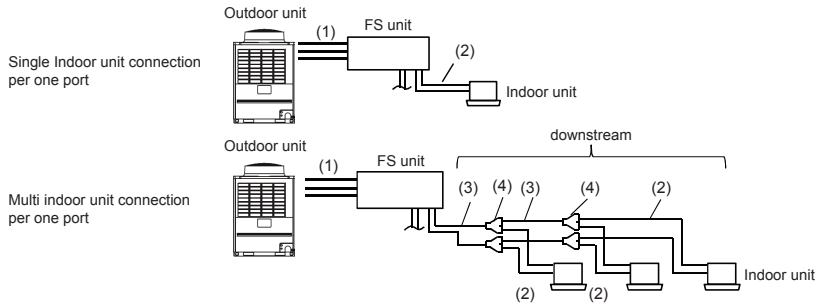 Outdoor unit
(1)
FS unit
(2)
Single Indoor unit connection
per one port
Indoor unit
Outdoor unit
downstream
(1)
FS unit
(3)
(4)
(3)
(4)
(2)
Multi indoor unit connection
per one port
Indoor unit
(2)
(2)